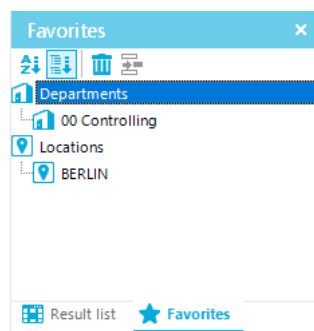 Favorites
Departments
00 Controlling
Locations
BERLIN
Result list Favorites